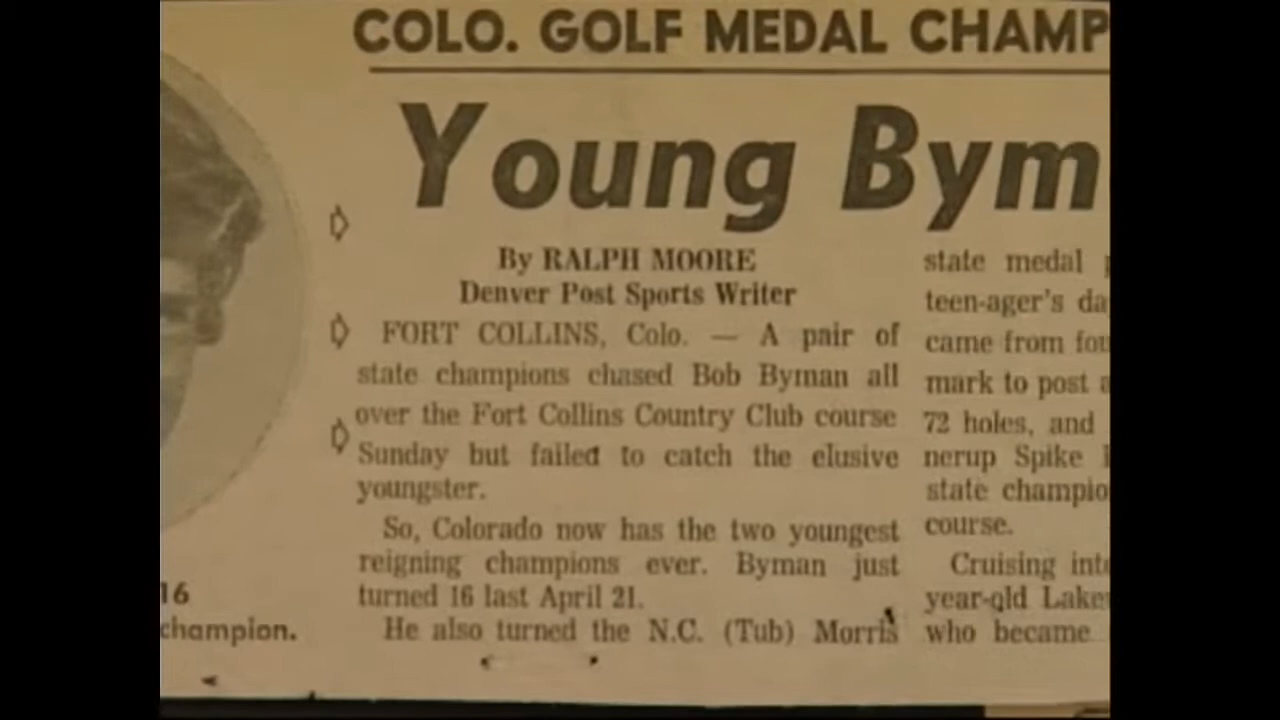 COLO. GOLF MEDAL CHAMP
Young Bym
By RALPH MOORE
Denver Post Sports Writer
FORT COLLINS, Colo. — A pair of
state champions chased Bob Byman all
over the Fort Collins Country Club course
Sunday but failed to catch the elusive
youngster.
So, Colorado now has the two youngest
reigning champions ever. Byman just
turned 16 last April 21.
He also turned the N.C. (Tub) Morris
state medal
teen-ager's da
came from fou
mark to post a
72 holes, and
nerup Spike
state champio
course.
Cruising inte
year-old Lake
who became
16
champion.